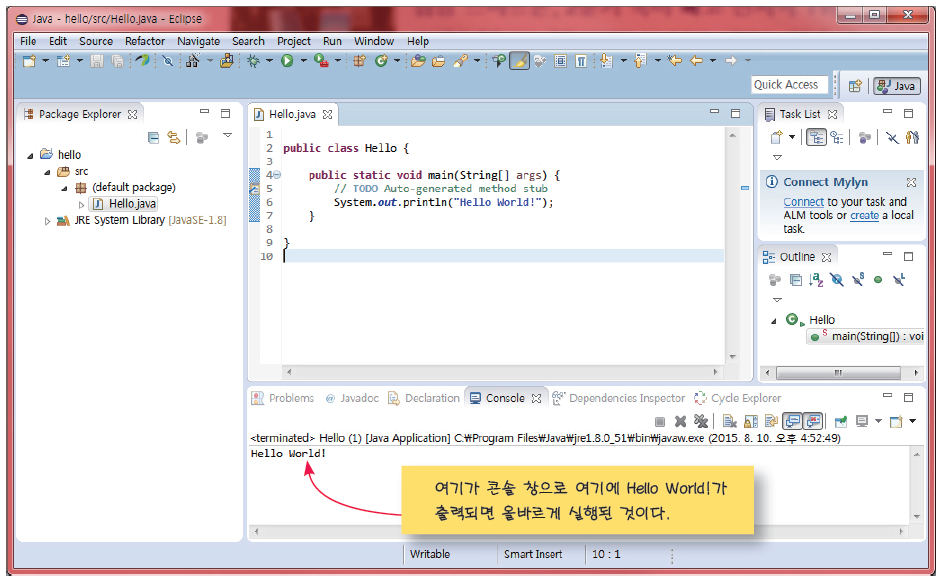 Java - hello/src/Hello.java - Eclipse
File Edit Source Refactor Navigate Search Project Run Window Help
Quick Access
Java
Package Explorer
hello
src
(default package)
Hello.java
JRE System Library [JavaSE-1.8]
Hello.java
1
2 public class Hello {
3
4 public static void main(String[] args) {
5 // TODO Auto-generated method stub
6 System.out.println("Hello World!");
7 }
8
9 }
10
Task List
Connect Mylyn
Connect to your task and
ALM tools or create a local
task.
Outline
Hello
main(String[]) : voi
Problems @ Javadoc Declaration Console Dependencies Inspector Cycle Explorer
<terminated> Hello (1) [Java Application] C:₩Program Files₩Java₩jre1.8.0_51₩bin₩javaw.exe (2015. 8. 10. 오후 4:52:49)
Hello World!
여기가 콘솔 창으로 여기에 Hello World!가
출력되면 올바르게 실행된 것이다.
Writable Smart Insert 10 : 1